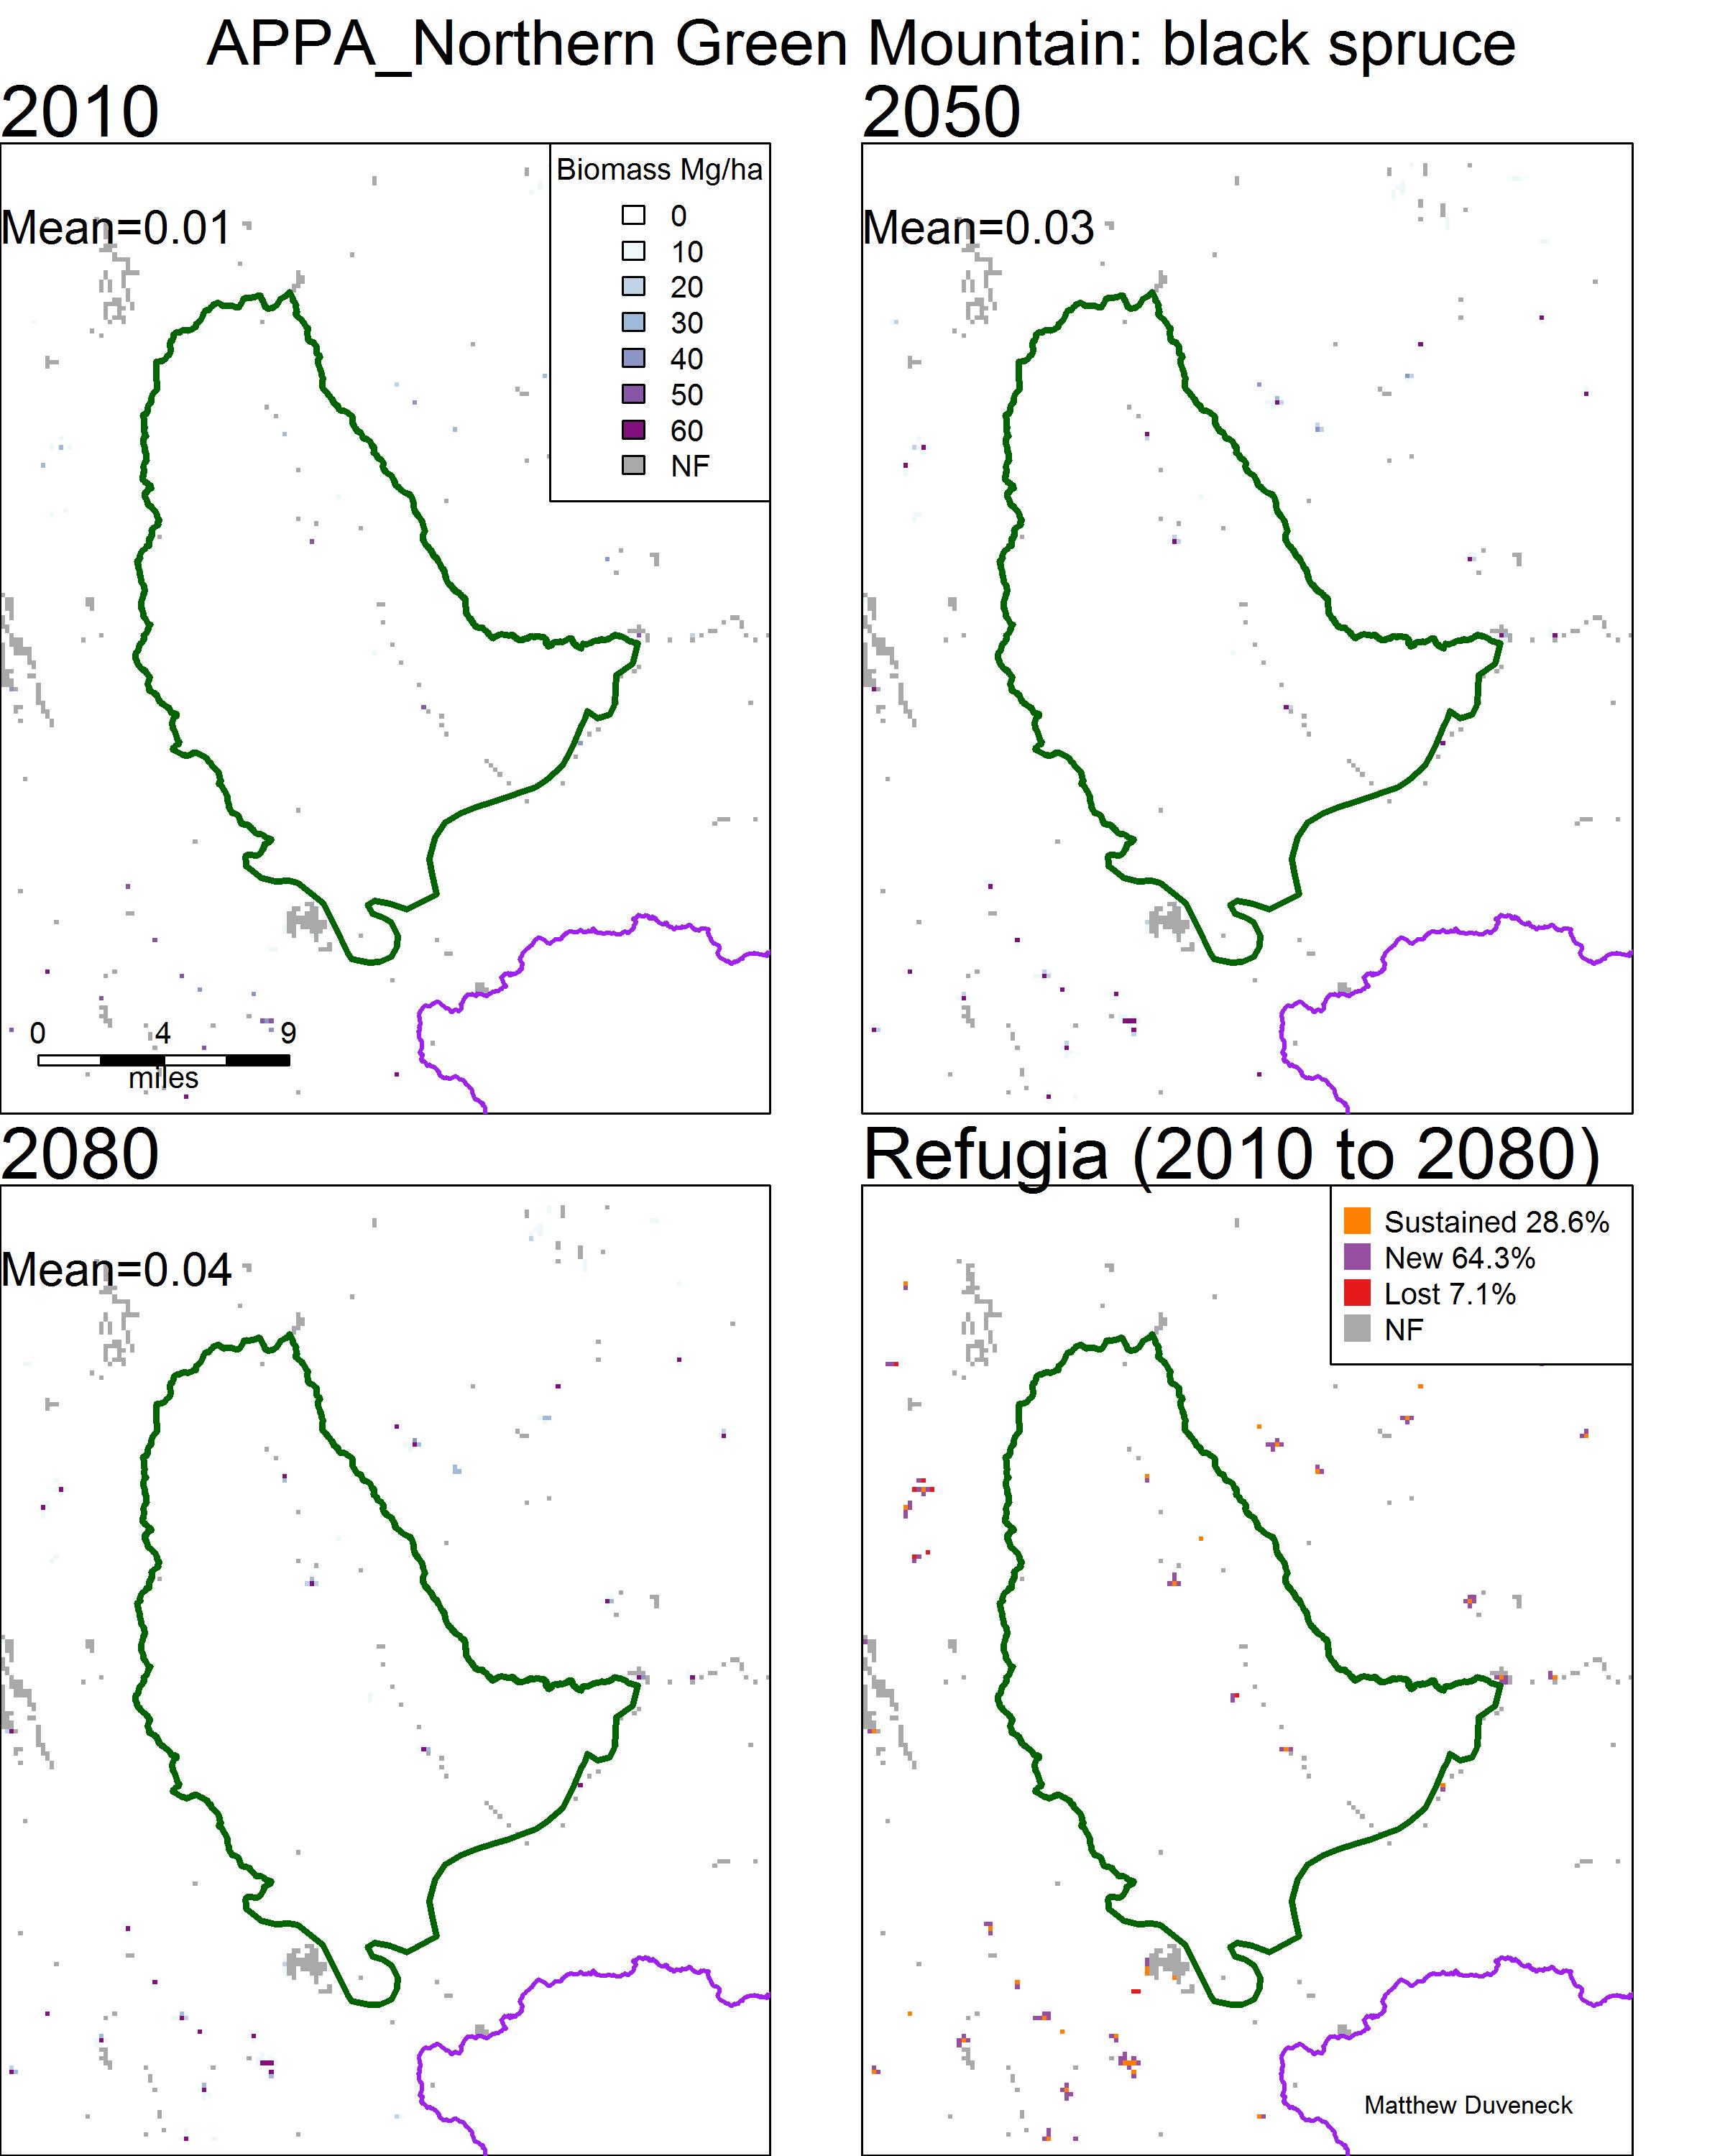 APPA_Northern Green Mountain: black spruce
2010
2050
Mean=0.01
Biomass Mg/ha
0
10
20
30
40
50
60
NF
0 4 9
miles
Mean=0.03
2080
Refugia (2010 to 2080)
Mean=0.04
Sustained 28.6%
New 64.3%
Lost 7.1%
NF
Matthew Duveneck